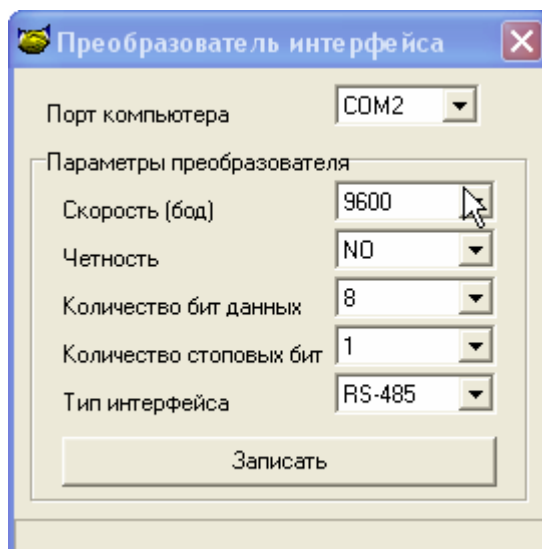 Преобразователь интерфейса
Порт компьютера COM2
Параметры преобразователя
Скорость (бод) 9600
Четность NO
Количество бит данных 8
Количество стоповых бит 1
Тип интерфейса RS-485
Записать